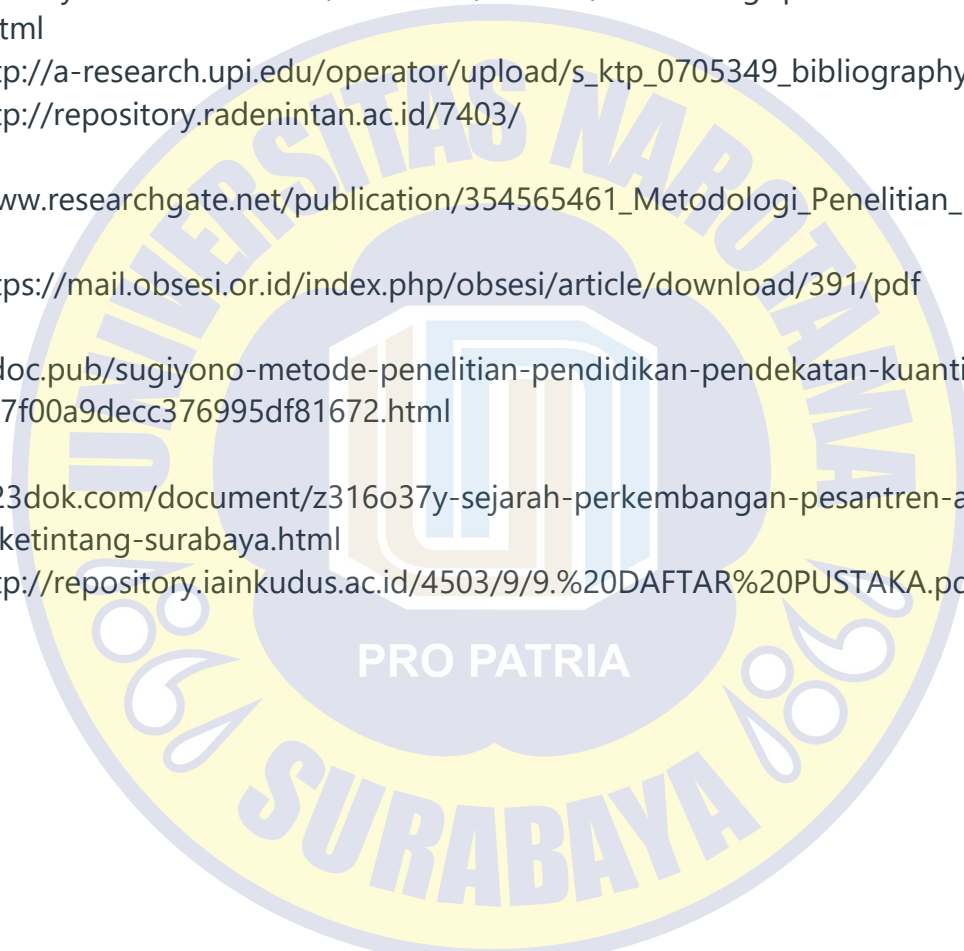 tml
tp://a-research.upi.edu/operator/upload/s_ktp_0705349_bibliography
tp://repository.radenintan.ac.id/7403/
ww.researchgate.net/publication/354565461_Metodologi_Penelitian_
tps://mail.obsesi.or.id/index.php/obsesi/article/download/391/pdf
doc.pub/sugiyono-metode-penelitian-pendidikan-pendekatan-kuanti
7f00a9decc376995df81672.html
23dok.com/document/z316o37y-sejarah-perkembangan-pesantren-a
ketintang-surabaya.html
tp://repository.iainkudus.ac.id/4503/9/9.%20DAFTAR%20PUSTAKA.pd
UNIVERSITAS NAROTAMA
PRO PATRIA
SURABAYA